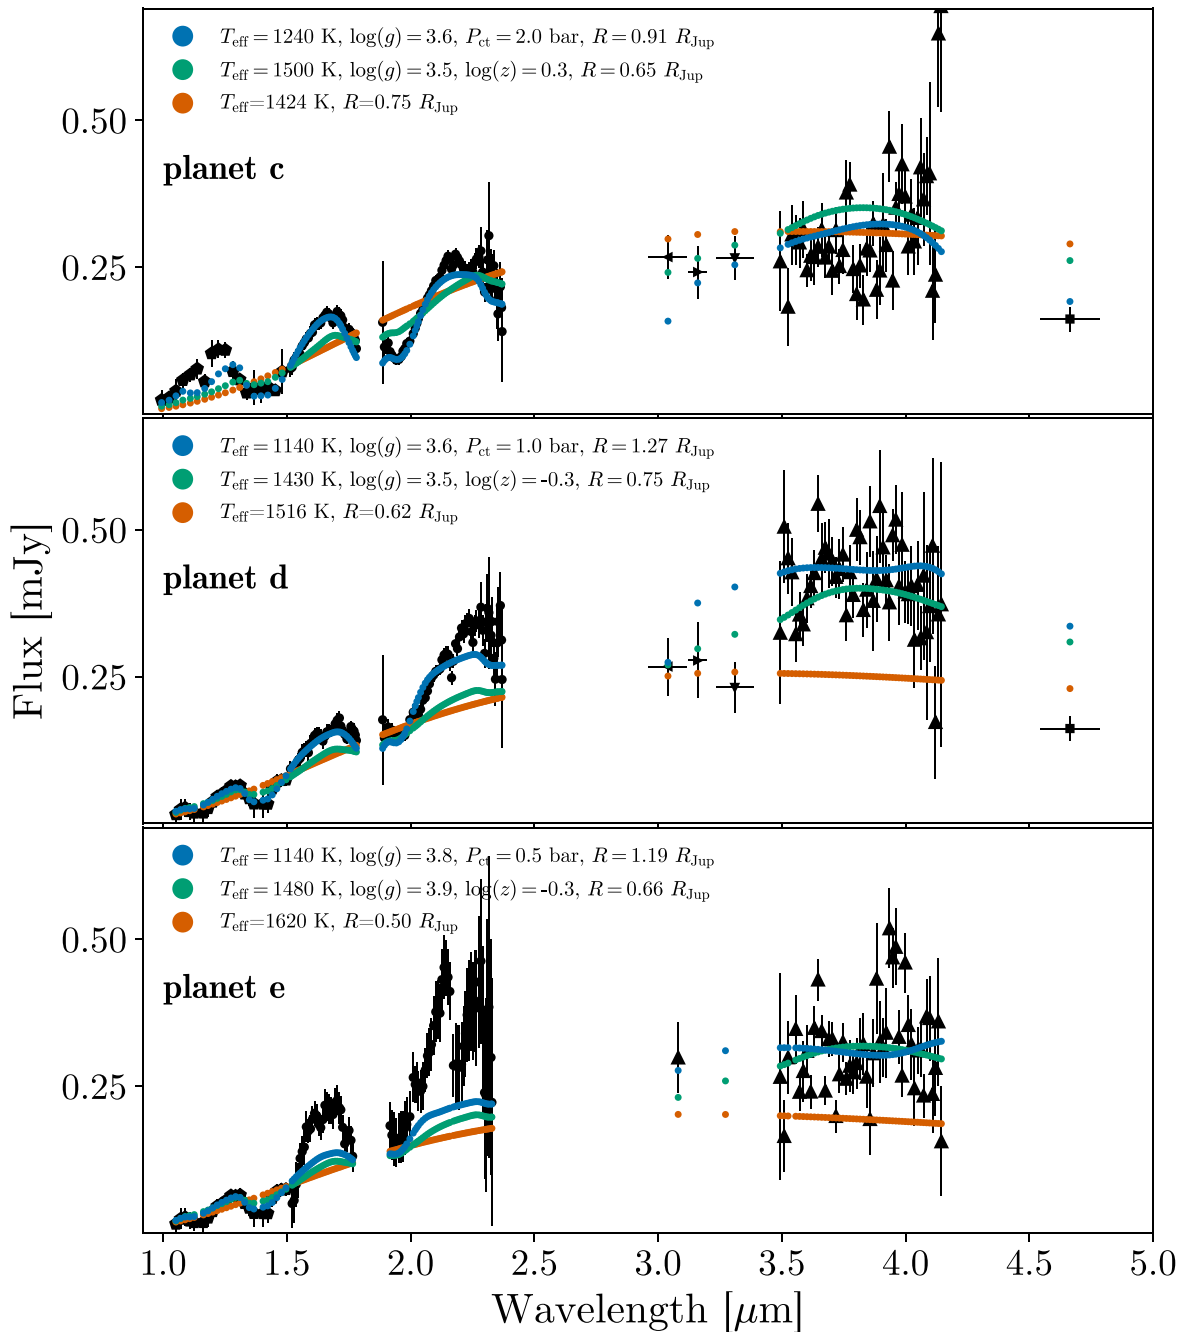 T_eff = 1240 K, log(g) = 3.6, P_ct = 2.0 bar, R = 0.91 R_Jup
T_eff = 1500 K, log(g) = 3.5, log(z) = 0.3, R = 0.65 R_Jup
T_eff=1424 K, R=0.75 R_Jup
0.50
planet c
0.25
T_eff = 1140 K, log(g) = 3.6, P_ct = 1.0 bar, R = 1.27 R_Jup
T_eff = 1430 K, log(g) = 3.5, log(z) = -0.3, R = 0.75 R_Jup
T_eff=1516 K, R=0.62 R_Jup
0.50
planet d
0.25
Flux [mJy]
T_eff = 1140 K, log(g) = 3.8, P_ct = 0.5 bar, R = 1.19 R_Jup
T_eff = 1480 K, log(g) = 3.9, log(z) = -0.3, R = 0.66 R_Jup
T_eff=1620 K, R=0.50 R_Jup
0.50
planet e
0.25
1.0 1.5 2.0 2.5 3.0 3.5 4.0 4.5 5.0
Wavelength [μm]